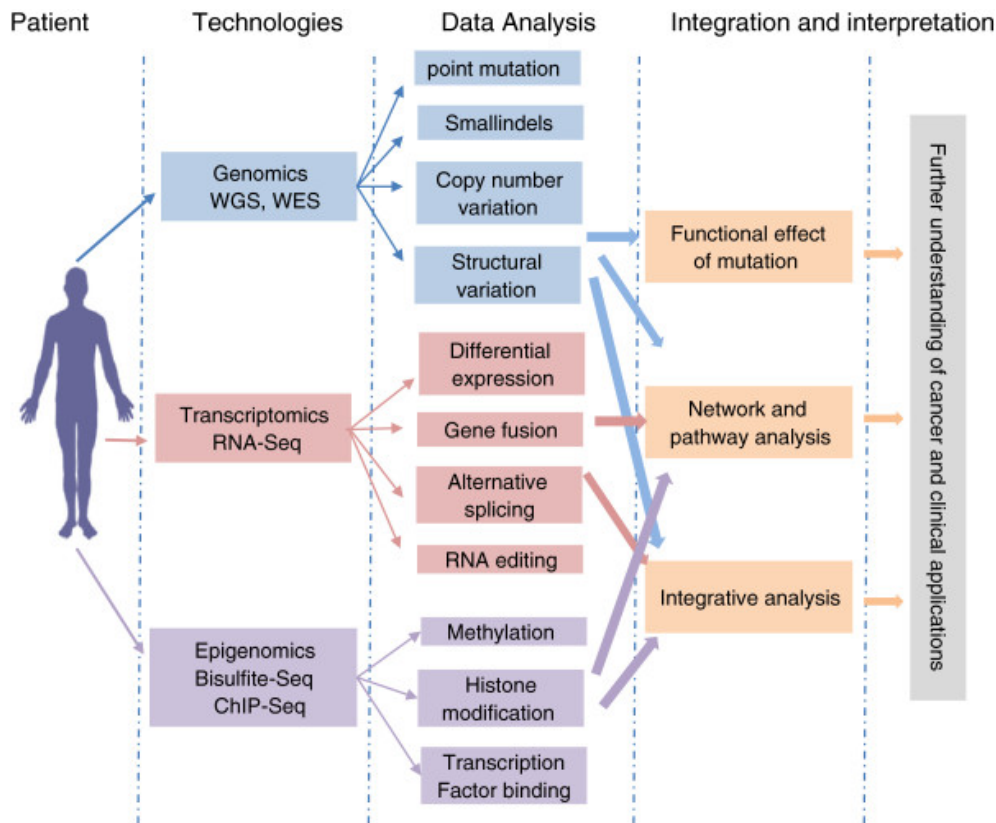 Patient
Technologies
Data Analysis
Integration and interpretation
Genomics
WGS, WES
point mutation
Smallindels
Copy number
variation
Structural
variation
Transcriptomics
RNA-Seq
Differential
expression
Gene fusion
Alternative
splicing
RNA editing
Epigenomics
Bisulfite-Seq
ChIP-Seq
Methylation
Histone
modification
Transcription
Factor binding
Functional effect
of mutation
Network and
pathway analysis
Integrative analysis
Further understanding of cancer and clinical applications